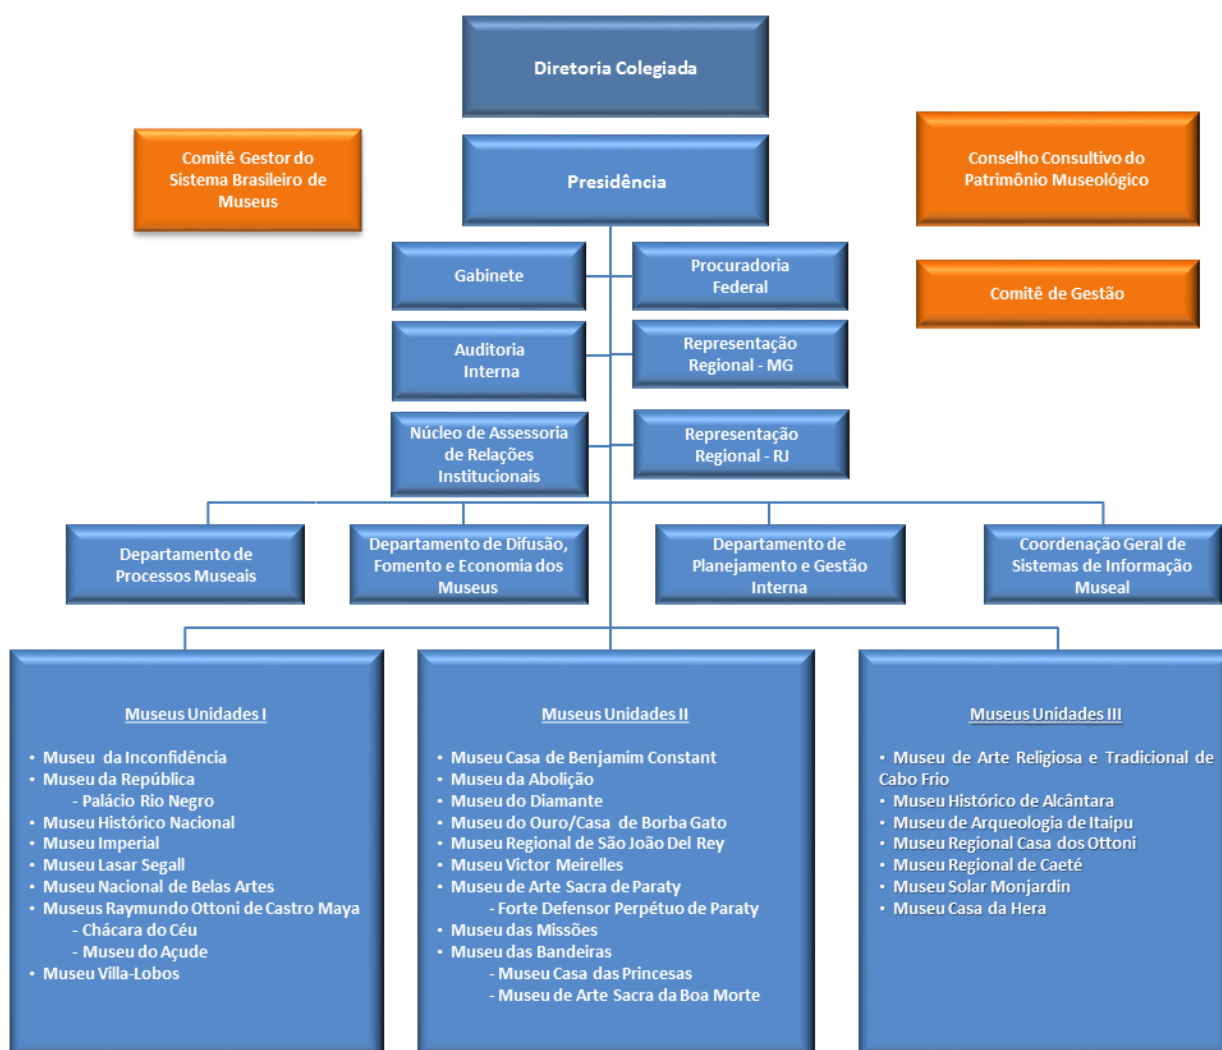 Diretoria Colegiada
Comitê Gestor do
Sistema Brasileiro de
Museus
Presidência
Conselho Consultivo do
Patrimônio Museológico
Gabinete
Procuradoria
Federal
Comitê de Gestão
Auditoria
Interna
Representação
Regional - MG
Núcleo de Assessoria
de Relações
Institucionais
Representação
Regional - RJ
Departamento de
Processos Museais
Departamento de Difusão,
Fomento e Economia dos
Museus
Departamento de
Planejamento e Gestão
Interna
Coordenação Geral de
Sistemas de Informação
Museal
Museus Unidades I
• Museu da Inconfidência
• Museu da República
- Palácio Rio Negro
• Museu Histórico Nacional
• Museu Imperial
• Museu Lasar Segall
• Museu Nacional de Belas Artes
• Museus Raymundo Ottoni de Castro Maya
- Chácara do Céu
- Museu do Açude
• Museu Villa-Lobos
Museus Unidades II
• Museu Casa de Benjamim Constant
• Museu da Abolição
• Museu do Diamante
• Museu do Ouro/Casa de Borba Gato
• Museu Regional de São João Del Rey
• Museu Victor Meirelles
• Museu de Arte Sacra de Paraty
- Forte Defensor Perpétuo de Paraty
• Museu das Missões
• Museu das Bandeiras
- Museu Casa das Princesas
- Museu de Arte Sacra da Boa Morte
Museus Unidades III
• Museu de Arte Religiosa e Tradicional de
Cabo Frio
• Museu Histórico de Alcântara
• Museu de Arqueologia de Itaipu
• Museu Regional Casa dos Ottoni
• Museu Regional de Caeté
• Museu Solar Monjardin
• Museu Casa da Hera